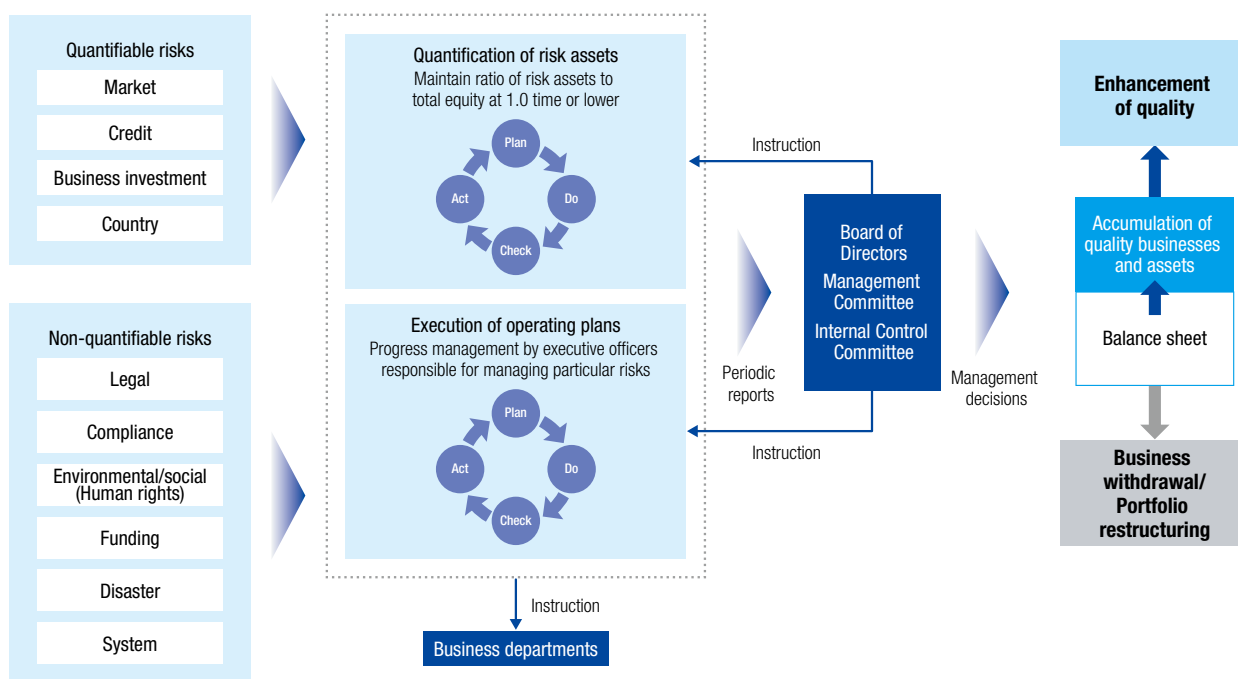 Quantifiable risks
Market
Credit
Business investment
Country
Non-quantifiable risks
Legal
Compliance
Environmental/social
(Human rights)
Funding
Disaster
System
Quantification of risk assets
Maintain ratio of risk assets to
total equity at 1.0 time or lower
Plan
Do
Check
Act
Execution of operating plans
Progress management by executive officers
responsible for managing particular risks
Plan
Do
Check
Act
Instruction
Business departments
Instruction
Periodic
reports
Instruction
Board of
Directors
Management
Committee
Internal Control
Committee
Management
decisions
Enhancement
of quality
Accumulation of
quality businesses
and assets
Balance sheet
Business
withdrawal/
Portfolio
restructuring